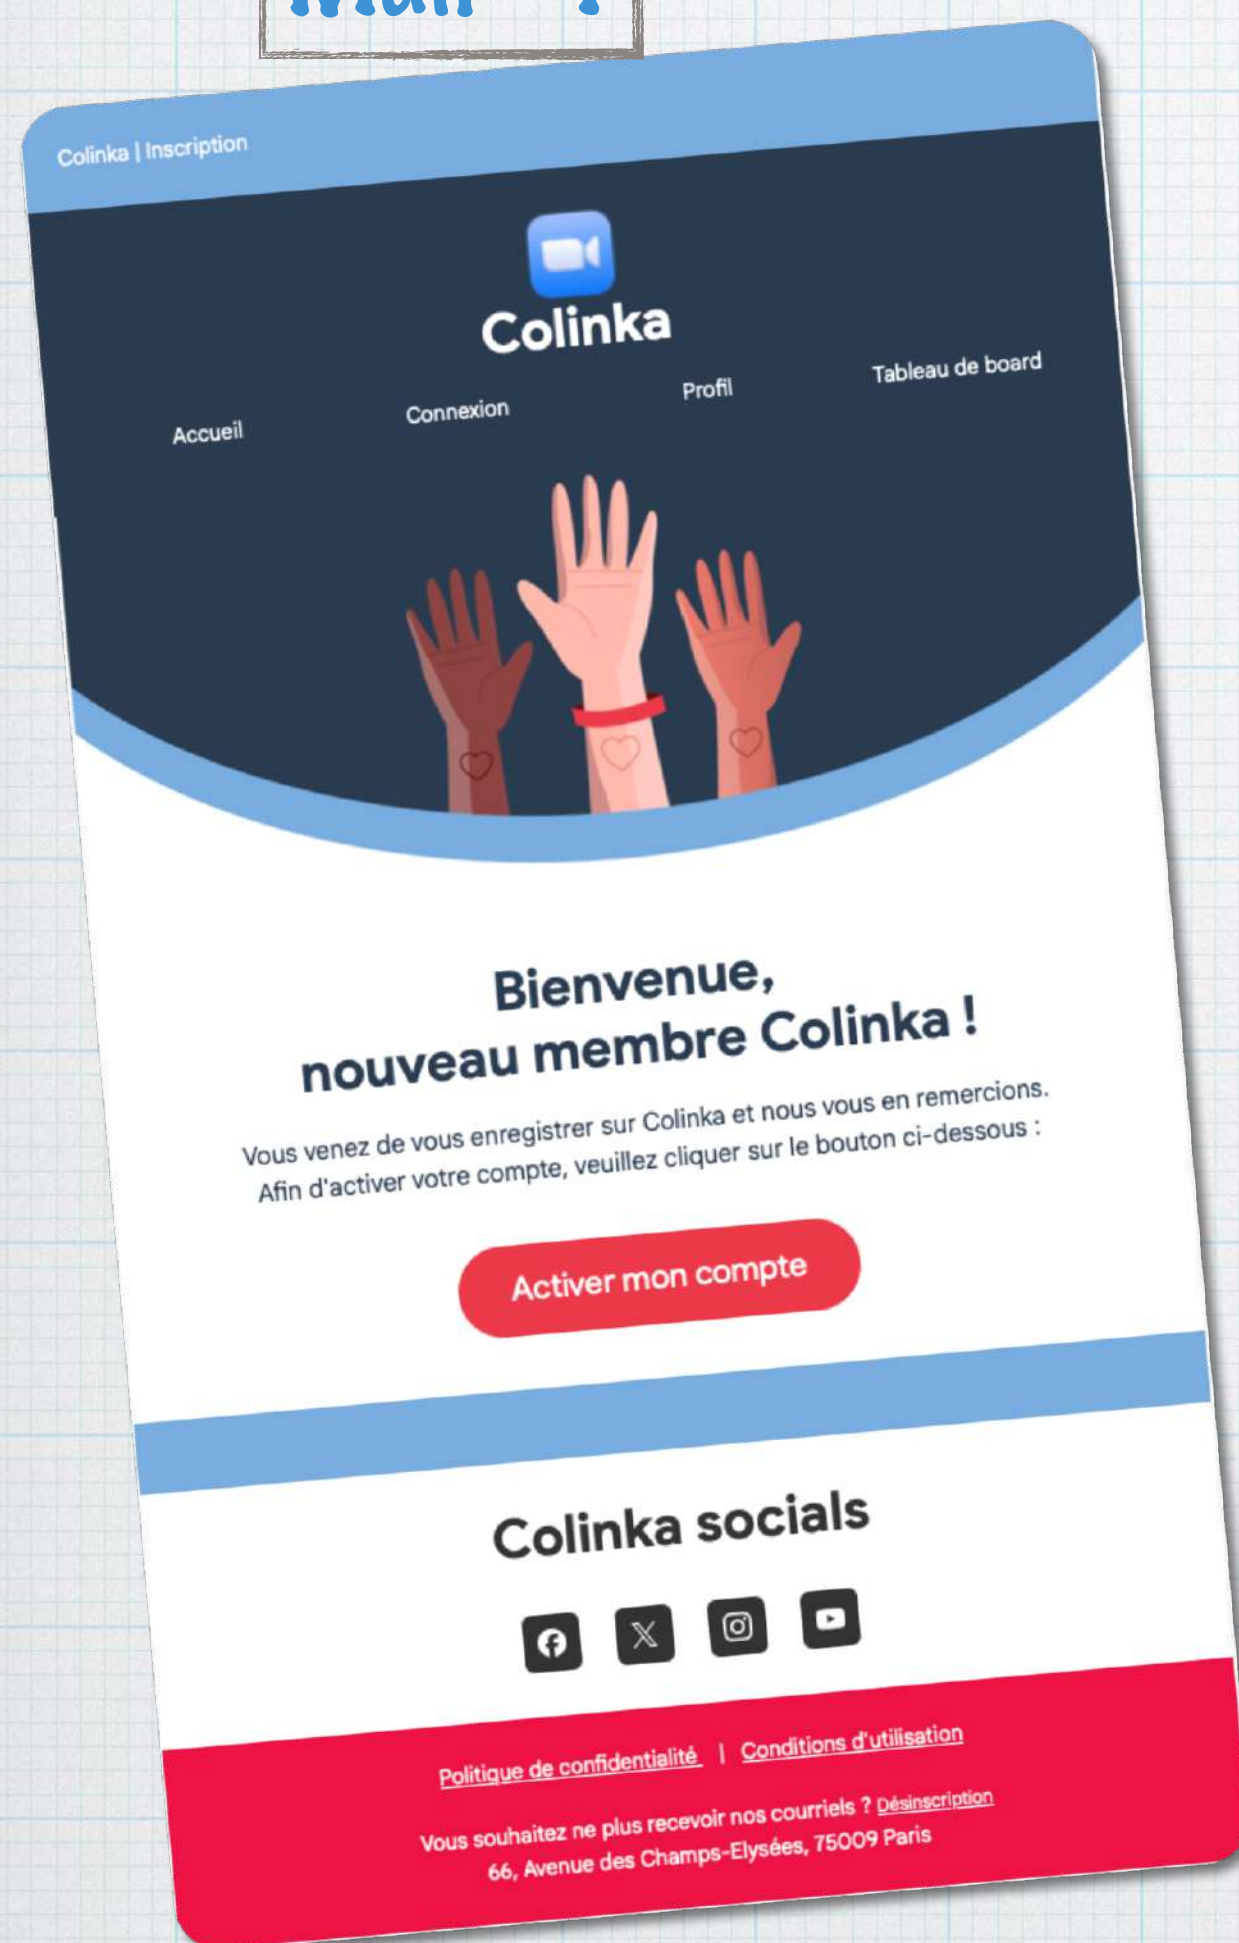 Colinka | Inscription
Colinka
Accueil
Connexion
Profil
Tableau de board
Bienvenue,
nouveau membre Colinka !
Vous venez de vous enregistrer sur Colinka et nous vous en remercions.
Afin d'activer votre compte, veuillez cliquer sur le bouton ci-dessous :
Activer mon compte
Colinka socials
Politique de confidentialité | Conditions d'utilisation
Vous souhaitez ne plus recevoir nos courriels ? Désinscription
66, Avenue des Champs-Elysées, 75009 Paris